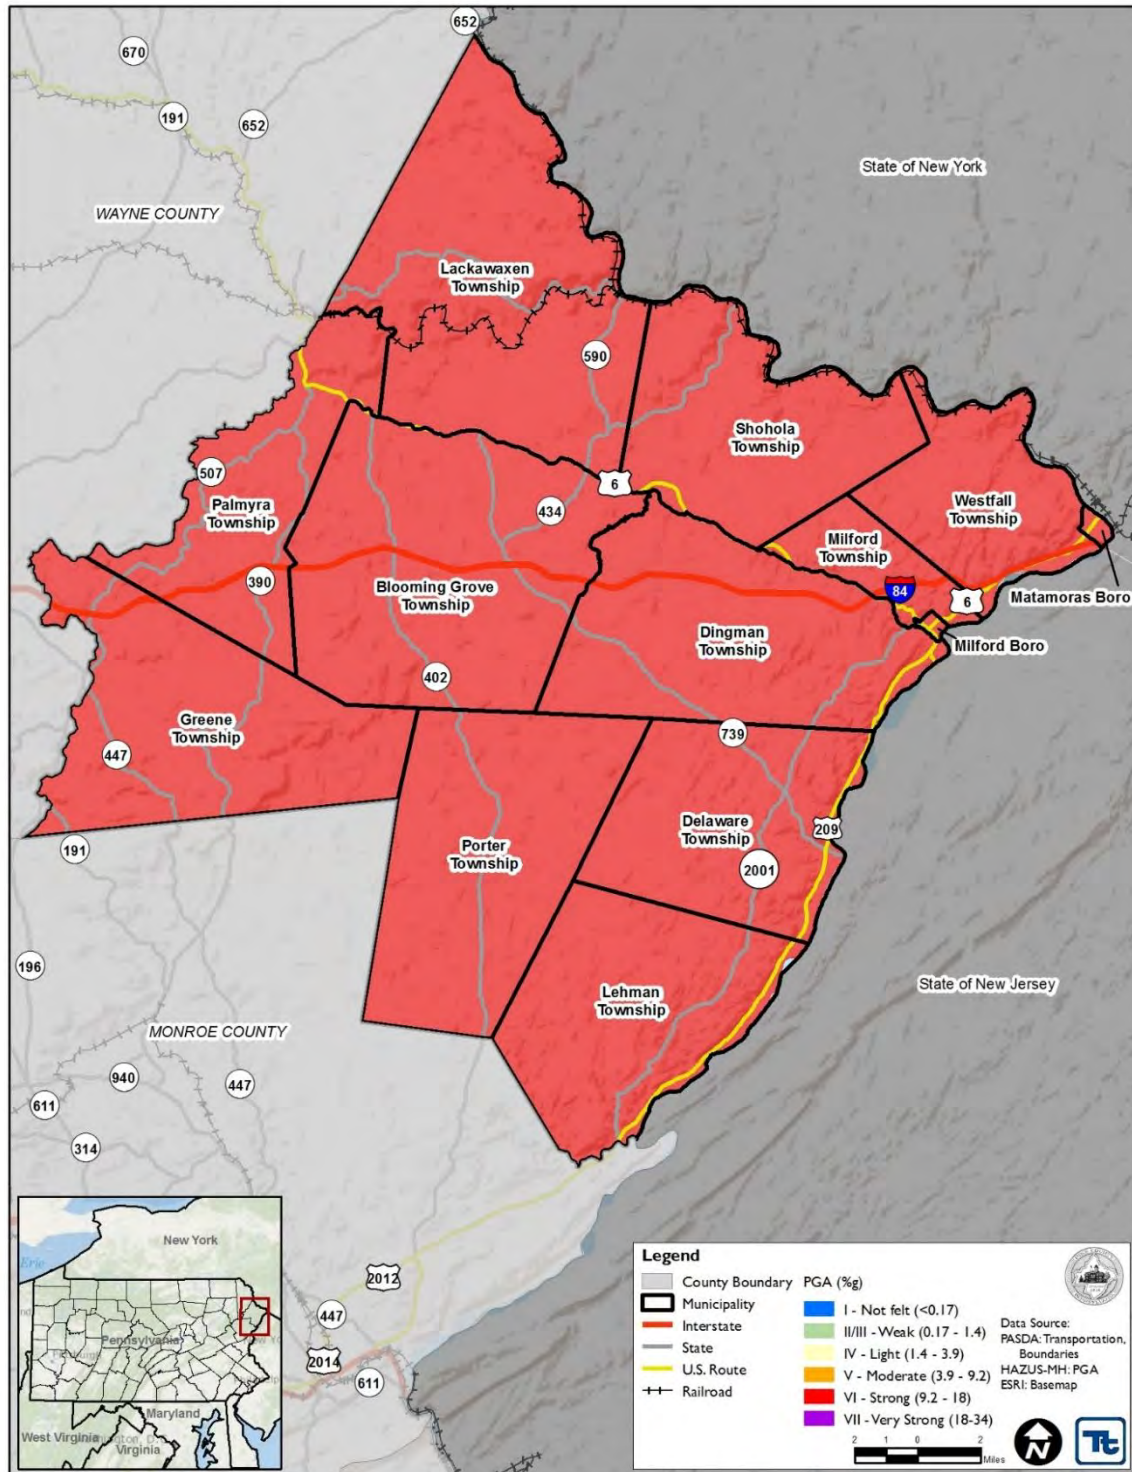 652
670
191
652
State of New York
WAYNE COUNTY
Lackawaxen
Township
590
Shohola
Township
507
6
Palmyra
Township
434
Westfall
Township
Milford
Township
390
Blooming Grove
Township
84
6
Matamoras Boro
Dingman
Township
Milford Boro
402
Greene
Township
739
447
Delaware
Township
209
191
Porter
Township
2001
196
Lehman
Township
State of New Jersey
MONROE COUNTY
940
447
611
314
New York
Erie
Pennsylvania
Maryland
West Virginia
Virginia
2012
447
2014
611
Legend
County Boundary
Municipality
Interstate
State
U.S. Route
Railroad
PGA (%g)
I - Not felt (<0.17)
II/III - Weak (0.17 - 1.4)
IV - Light (1.4 - 3.9)
V - Moderate (3.9 - 9.2)
VI - Strong (9.2 - 18)
VII - Very Strong (18-34)
Data Source:
PASDA: Transportation,
Boundaries
HAZUS-MH: PGA
ESRI: Basemap
2 1 0 2
Miles
N
Tt